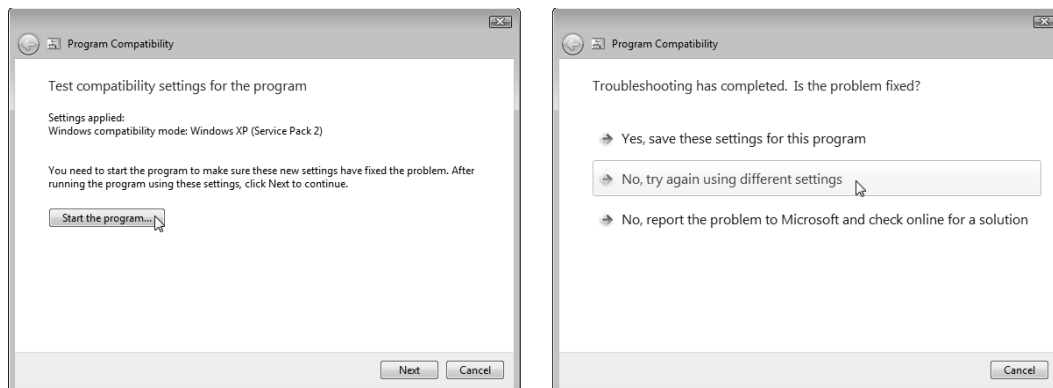 Program Compatibility
Test compatibility settings for the program
Settings applied:
Windows compatibility mode: Windows XP (Service Pack 2)
You need to start the program to make sure these new settings have fixed the problem. After
running the program using these settings, click Next to continue.
Start the program...
Next
Cancel
Program Compatibility
Troubleshooting has completed. Is the problem fixed?
Yes, save these settings for this program
No, try again using different settings
No, report the problem to Microsoft and check online for a solution
Cancel